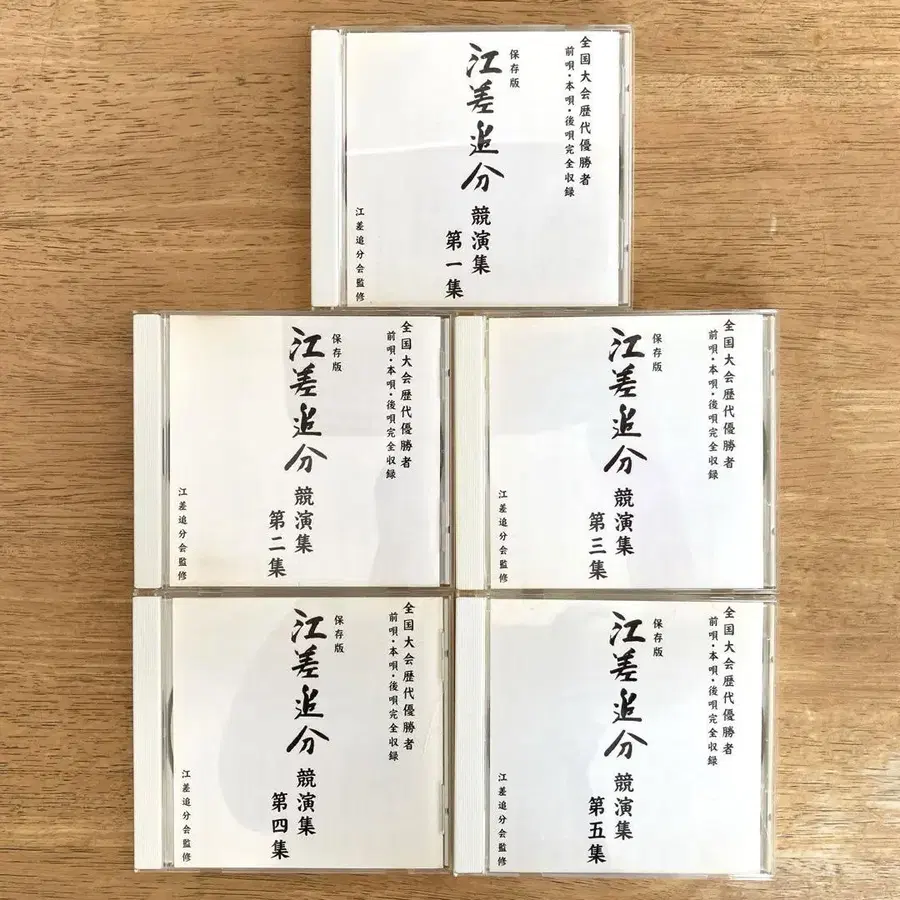 全国大会歴代優勝者
前唄・本唄・後唄完全収録
保存版
江差追分
競演集
第一集
江差追分会監修
全国大会歴代優勝者
前唄・本唄・後唄完全収録
保存版
江差追分
競演集
第二集
江差追分会監修
全国大会歴代優勝者
前唄・本唄・後唄完全収録
保存版
江差追分
競演集
第三集
江差追分会監修
全国大会歴代優勝者
前唄・本唄・後唄完全収録
保存版
江差追分
競演集
第四集
江差追分会監修
全国大会歴代優勝者
前唄・本唄・後唄完全収録
保存版
江差追分
競演集
第五集
江差追分会監修